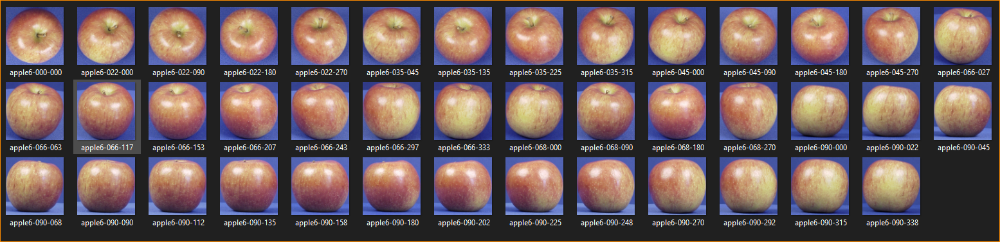 apple6-000-000 apple6-022-000 apple6-022-090 apple6-022-180 apple6-022-270 apple6-035-045 apple6-035-135 apple6-035-225 apple6-035-315 apple6-045-000 apple6-045-090 apple6-045-180 apple6-045-270 apple6-066-027
apple6-066-063 apple6-066-117 apple6-066-153 apple6-066-207 apple6-066-243 apple6-066-297 apple6-066-333 apple6-068-000 apple6-068-090 apple6-068-180 apple6-068-270 apple6-090-000 apple6-090-022 apple6-090-045
apple6-090-068 apple6-090-090 apple6-090-112 apple6-090-135 apple6-090-158 apple6-090-180 apple6-090-202 apple6-090-225 apple6-090-248 apple6-090-270 apple6-090-292 apple6-090-315 apple6-090-338